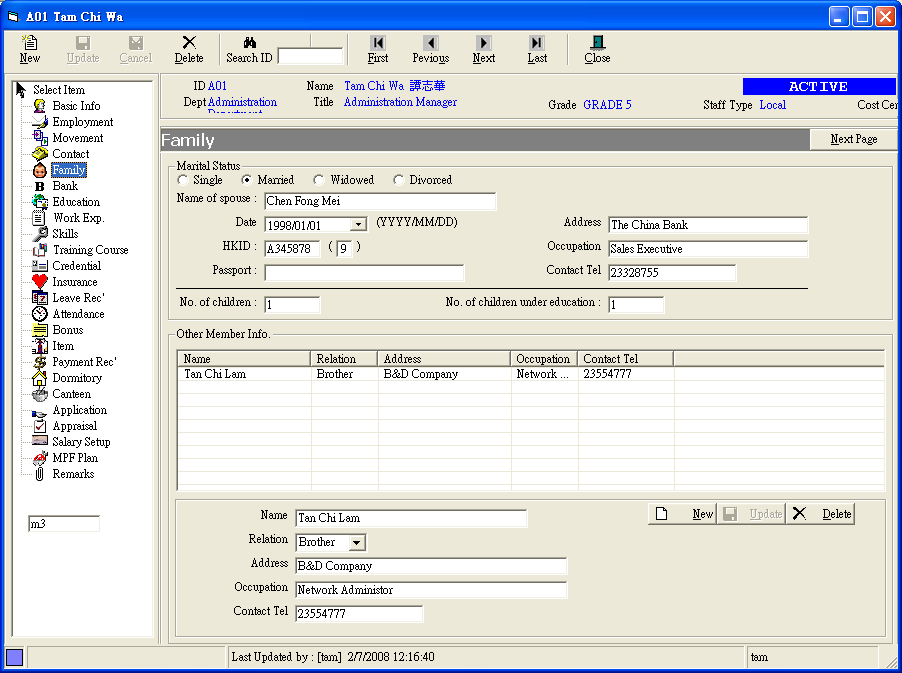 A01 Tam Chi Wa
New Update Cancel Delete Search ID First Pevious Next Last Close
Select Item
Basic Info
Employment
Movement
Contact
Family
Bank
Education
Work Exp.
Skills
Training Course
Credential
Insurance
Leave Rec'
Attendance
Bonus
Item
Payment Rec'
Dormitory
Canteen
Application
Appraisal
Salary Setup
MPF Plan
Remarks
m3
ID A01 Name Tam Chi Wa 譚志華 ACTIVE
Dept Administration Title Administration Manager Grade GRADE 5 Staff Type Local Cost Cen
Department
Family Next Page
Marital Status
Single Married Widowed Divorced
Name of spouse : Chen Fong Mei
Date 1998/01/01 (YYYY/MM/DD) Address The China Bank
HKID : A345878 ( 9 ) Occupation Sales Executive
Passport : Contact Tel 23328755
No. of children : 1 No. of children under education : 1
Other Member Info.
Name Relation Address Occupation Contact Tel
Tan Chi Lam Brother B&D Company Network ... 23554777
Name Tan Chi Lam New Update Delete
Relation Brother
Address B&D Company
Occupation Network Administor
Contact Tel 23554777
Last Updated by : [tam] 2/7/2008 12:16:40 tam